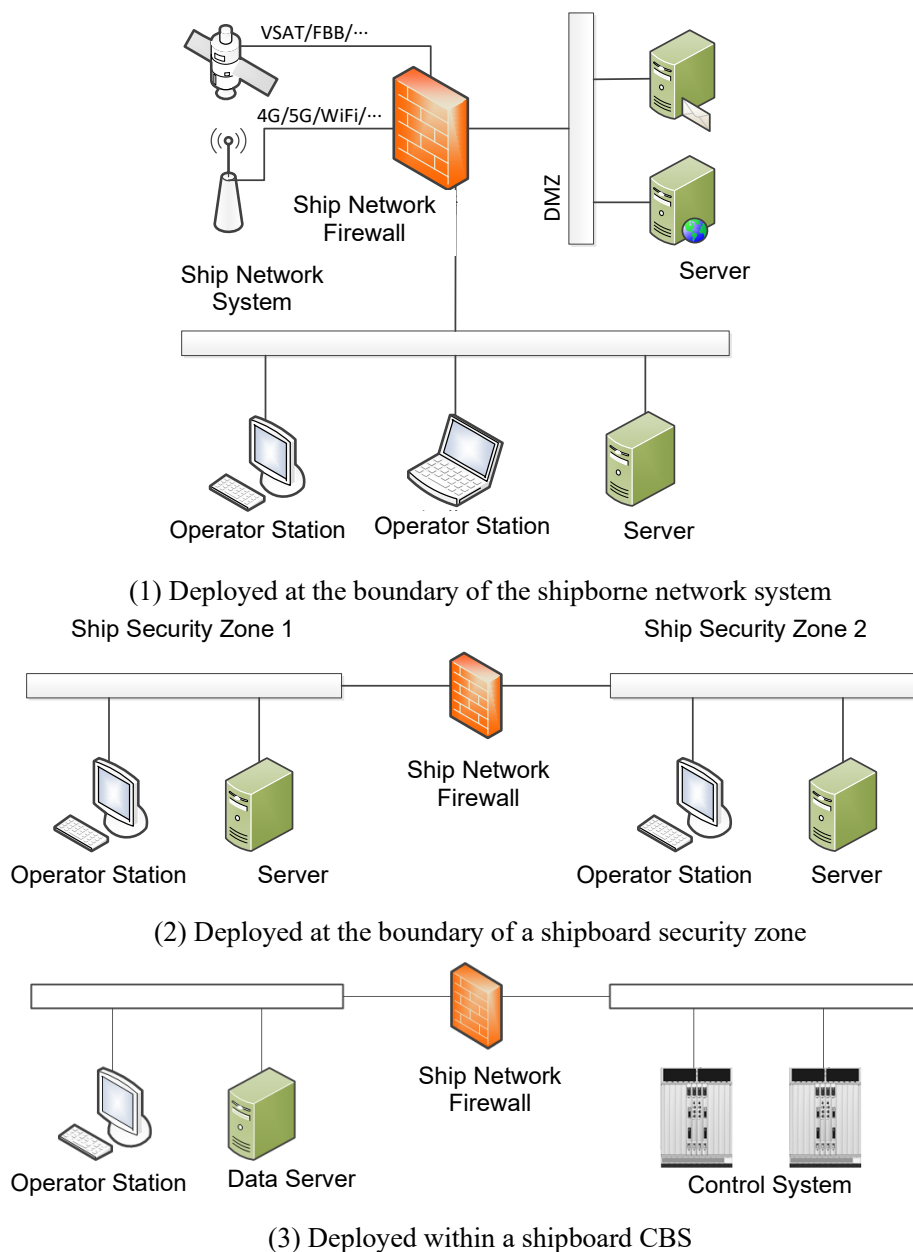 VSAT/FBB/···
4G/5G/WiFi/···
Ship Network
Firewall
DMZ
Ship Network
System
Server
Operator Station
Operator Station
Server
(1) Deployed at the boundary of the shipborne network system
Ship Security Zone 1
Ship Security Zone 2
Ship Network
Firewall
Operator Station
Server
Operator Station
Server
(2) Deployed at the boundary of a shipboard security zone
Ship Network
Firewall
Operator Station
Data Server
Control System
(3) Deployed within a shipboard CBS